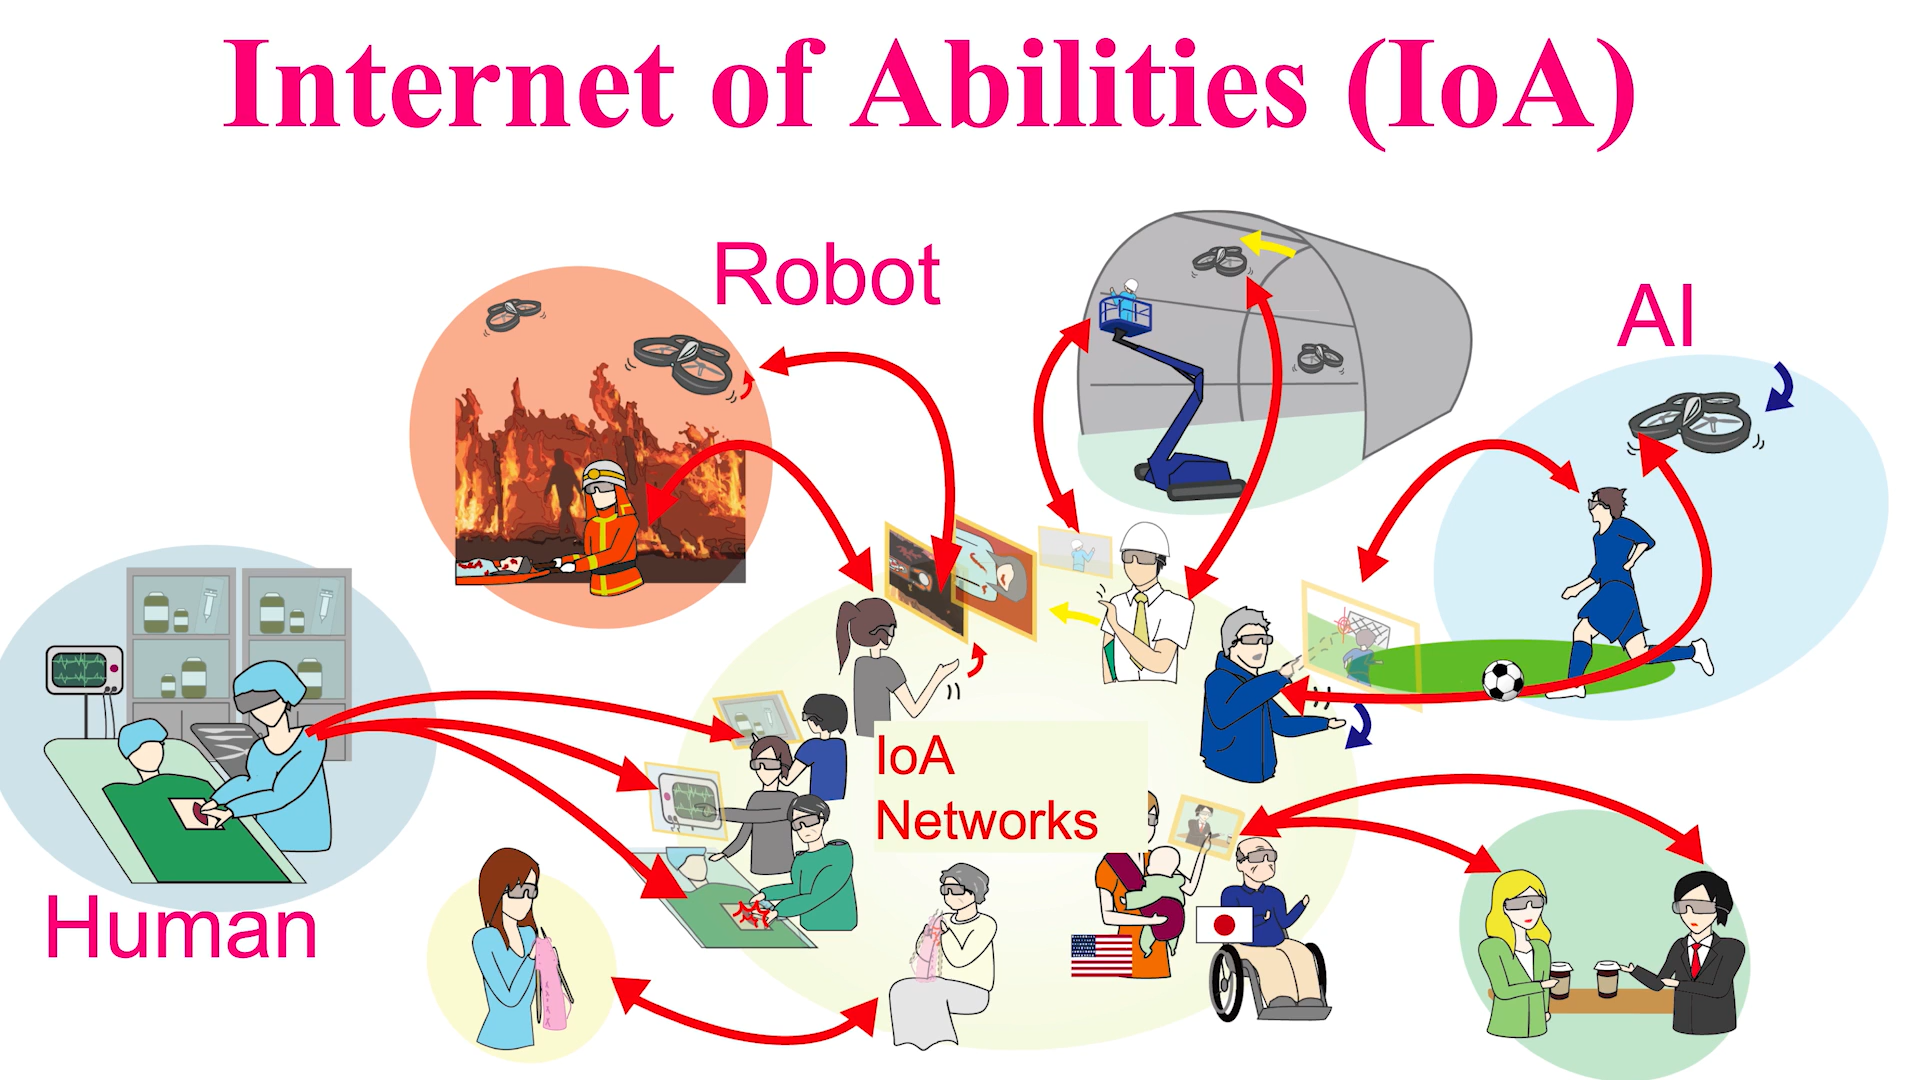 Internet of Abilities (IoA)
Robot
AI
IoA
Networks
Human